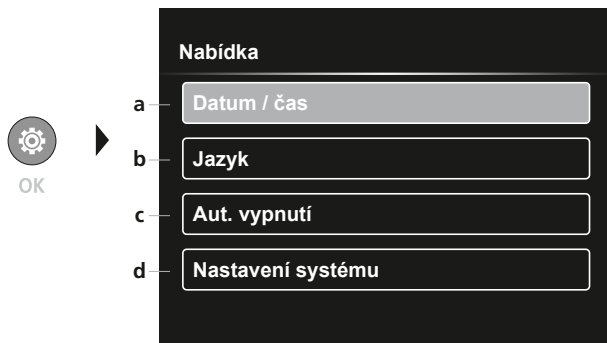 Nabídka
a Datum / čas
b Jazyk
OK
c Aut. vypnutí
d Nastavení systému